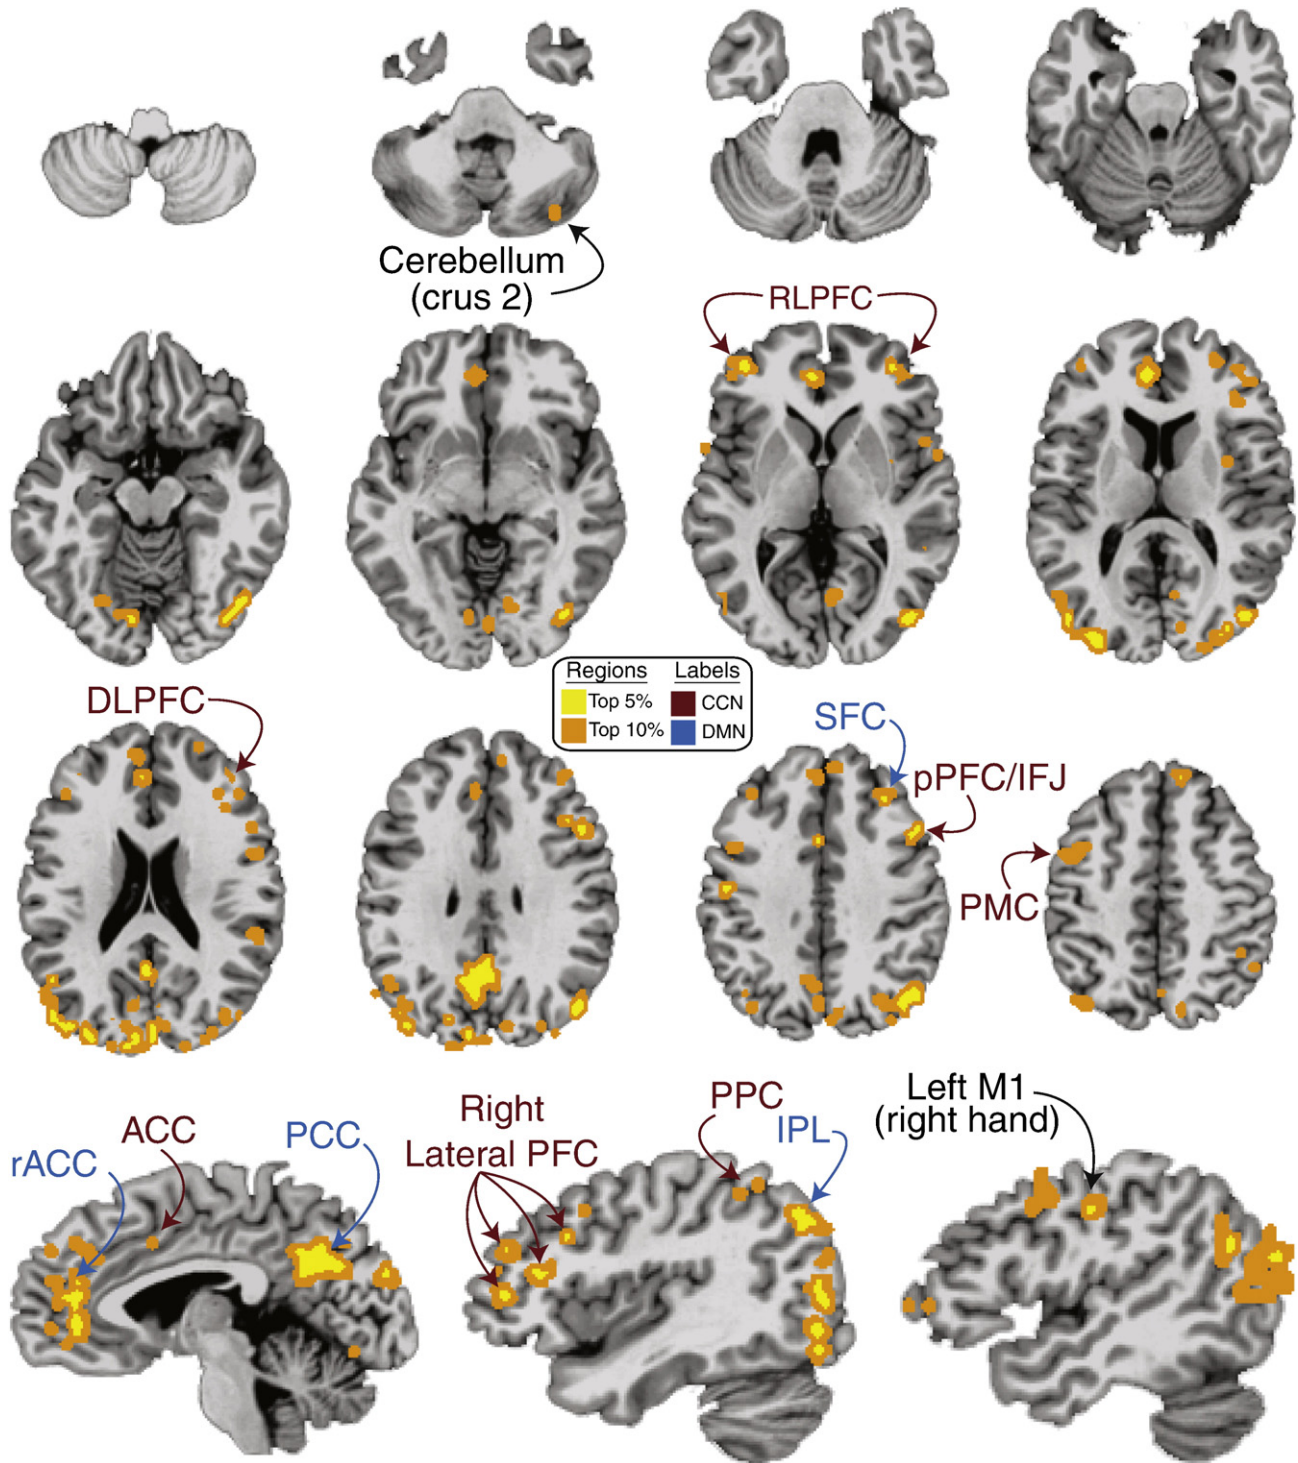 Cerebellum
(crus 2)
RLPFC
Regions Labels
Top 5% CCN
Top 10% DMN
DLPFC
SFC
pPFC/IFJ
PMC
rACC
ACC
PCC
Right
Lateral PFC
PPC
IPL
Left M1
(right hand)